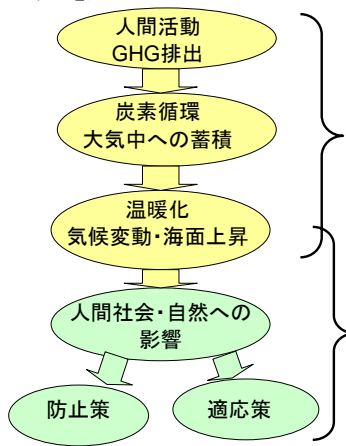 人間活動
GHG排出
炭素循環
大気中への蓄積
温暖化
気候変動・海面上昇
人間社会・自然への
影響
防止策
適応策